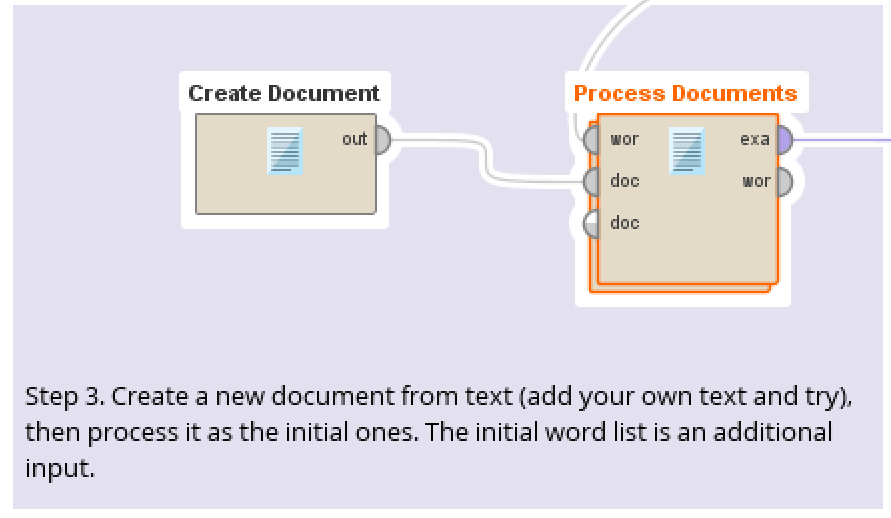 Create Document
Process Documents
out
wor
exa
doc
wor
doc
Step 3. Create a new document from text (add your own text and try),
then process it as the initial ones. The initial word list is an additional
input.